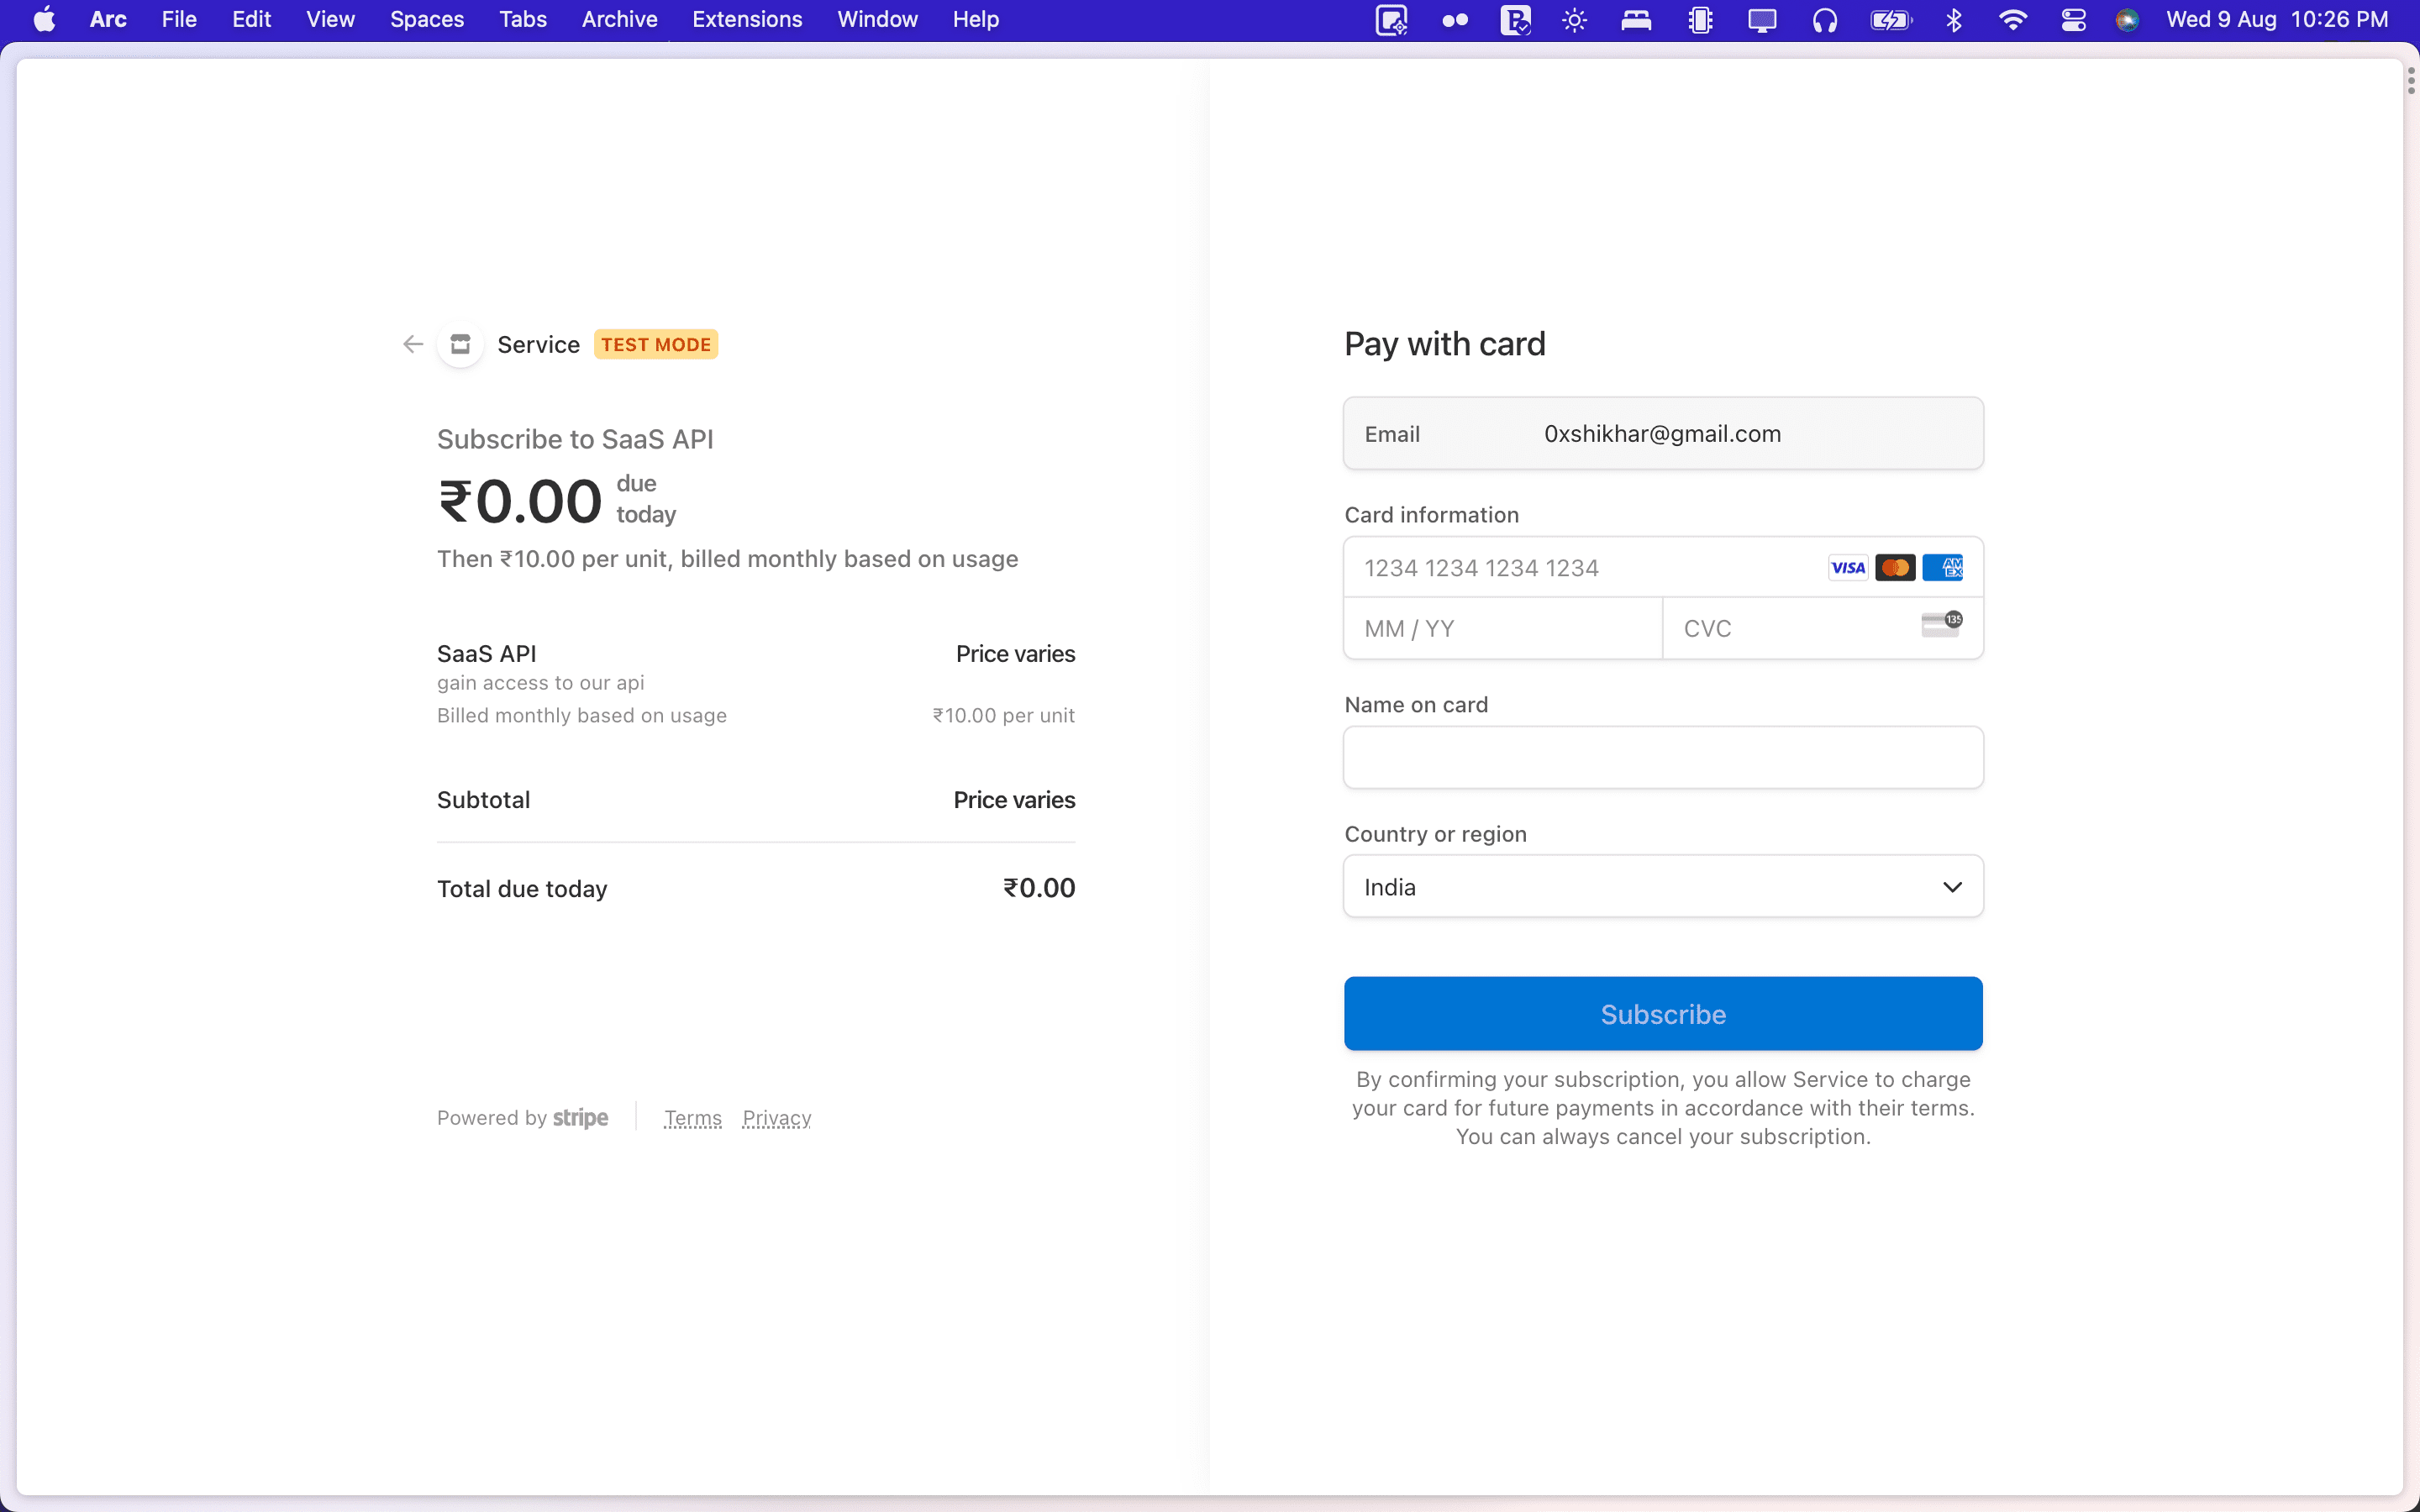 Arc File Edit View Spaces Tabs Archive Extensions Window Help Wed 9 Aug 10:26 PM
Service TEST MODE
Subscribe to SaaS API
₹0.00 due today
Then ₹10.00 per unit, billed monthly based on usage
SaaS API Price varies
gain access to our api
Billed monthly based on usage ₹10.00 per unit
Subtotal Price varies
Total due today ₹0.00
Powered by stripe Terms Privacy
Pay with card
Email 0xshikhar@gmail.com
Card information
1234 1234 1234 1234 VISA AMEX
MM / YY CVC 135
Name on card
Country or region
India
Subscribe
By confirming your subscription, you allow Service to charge
your card for future payments in accordance with their terms.
You can always cancel your subscription.